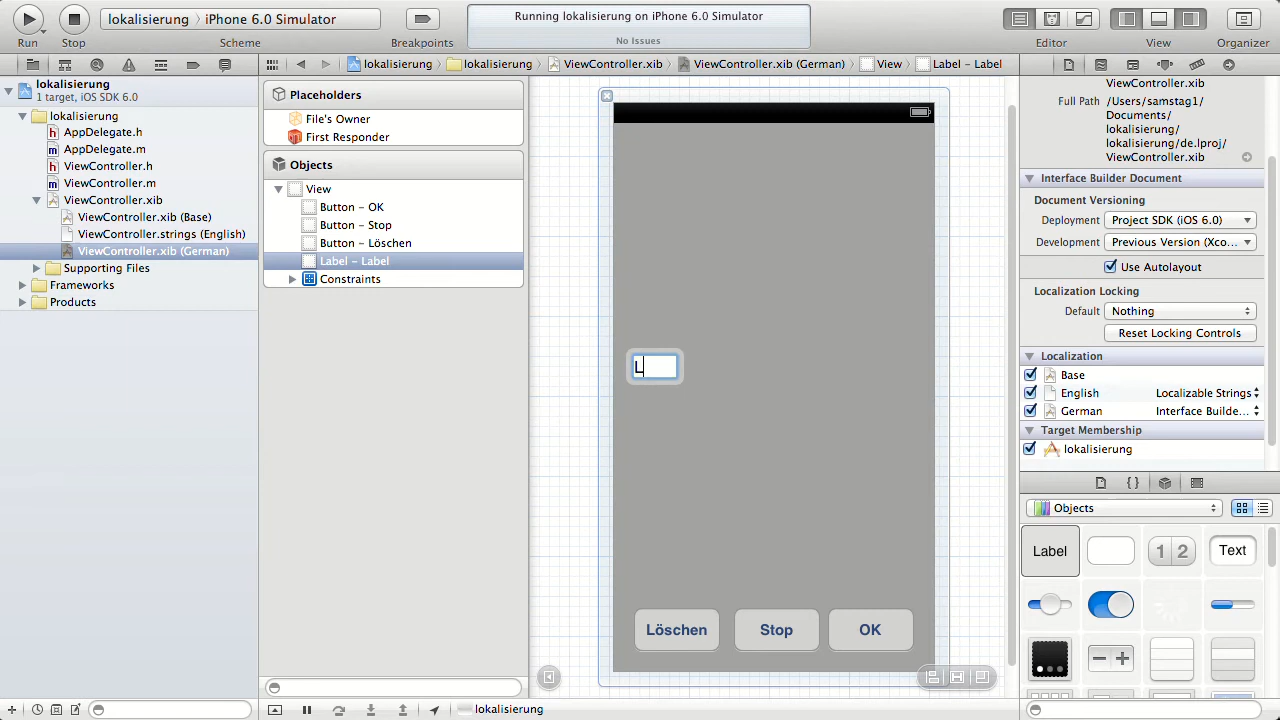 lokalisierung iPhone 6.0 Simulator
Running lokalisierung on iPhone 6.0 Simulator
No Issues
Run Stop Scheme Breakpoints Editor View Organizer
lokalisierung lokalisierung ViewController.xib ViewController.xib (German) View Label – Label
lokalisierung
1 target, iOS SDK 6.0
lokalisierung
AppDelegate.h
AppDelegate.m
ViewController.h
ViewController.m
ViewController.xib
ViewController.xib (Base)
ViewController.strings (English)
ViewController.xib (German)
Supporting Files
Frameworks
Products
Placeholders
File's Owner
First Responder
Objects
View
Button – OK
Button – Stop
Button – Löschen
Label – Label
Constraints
L
Löschen Stop OK
ViewController.xib
Full Path /Users/samstag1/
Documents/
lokalisierung/
lokalisierung/de.lproj/
ViewController.xib
Interface Builder Document
Document Versioning
Deployment Project SDK (iOS 6.0)
Development Previous Version (Xco...
Use Autolayout
Localization Locking
Default Nothing
Reset Locking Controls
Localization
Base
English Localizable Strings
German Interface Builde...
Target Membership
lokalisierung
Objects
Label 1 2 Text
lokalisierung